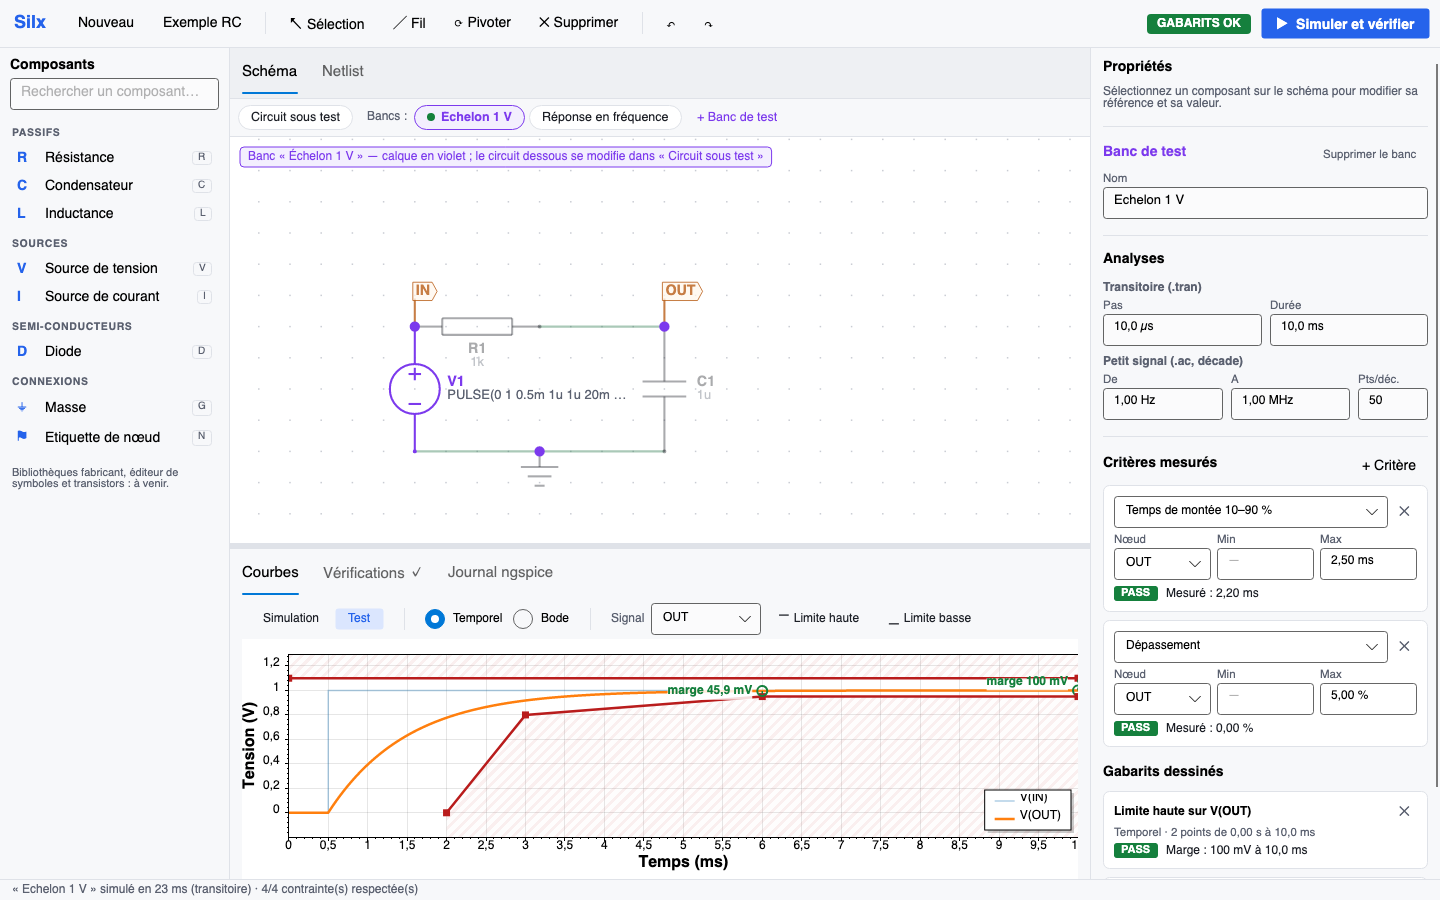 Silx
Nouveau
Exemple RC
Sélection
Fil
Pivoter
Supprimer
GABARITS OK
Simuler et vérifier
Composants
Rechercher un composant…
PASSIFS
R Résistance R
C Condensateur C
L Inductance L
SOURCES
V Source de tension V
I Source de courant I
SEMI-CONDUCTEURS
D Diode D
CONNEXIONS
Masse G
Etiquette de nœud N
Bibliothèques fabricant, éditeur de
symboles et transistors : à venir.
Schéma Netlist
Circuit sous test Bancs : Echelon 1 V Réponse en fréquence + Banc de test
Banc « Échelon 1 V » — calque en violet ; le circuit dessous se modifie dans « Circuit sous test »
IN OUT
R1
1k
V1
PULSE(0 1 0.5m 1u 1u 20m …
C1
1u
Courbes Vérifications ✓ Journal ngspice
Simulation Test Temporel Bode Signal OUT Limite haute Limite basse
Tension (V)
1,2
1
0,8
0,6
0,4
0,2
0
marge 45,9 mV
marge 100 mV
V(IN)
V(OUT)
0 0,5 1 1,5 2 2,5 3 3,5 4 4,5 5 5,5 6 6,5 7 7,5 8 8,5 9 9,5 1
Temps (ms)
Propriétés
Sélectionnez un composant sur le schéma pour modifier sa
référence et sa valeur.
Banc de test Supprimer le banc
Nom
Echelon 1 V
Analyses
Transitoire (.tran)
Pas Durée
10,0 µs 10,0 ms
Petit signal (.ac, décade)
De A Pts/déc.
1,00 Hz 1,00 MHz 50
Critères mesurés + Critère
Temps de montée 10–90 %
Nœud Min Max
OUT — 2,50 ms
PASS Mesuré : 2,20 ms
Dépassement
Nœud Min Max
OUT — 5,00 %
PASS Mesuré : 0,00 %
Gabarits dessinés
Limite haute sur V(OUT)
Temporel · 2 points de 0,00 s à 10,0 ms
PASS Marge : 100 mV à 10,0 ms
« Echelon 1 V » simulé en 23 ms (transitoire) · 4/4 contrainte(s) respectée(s)